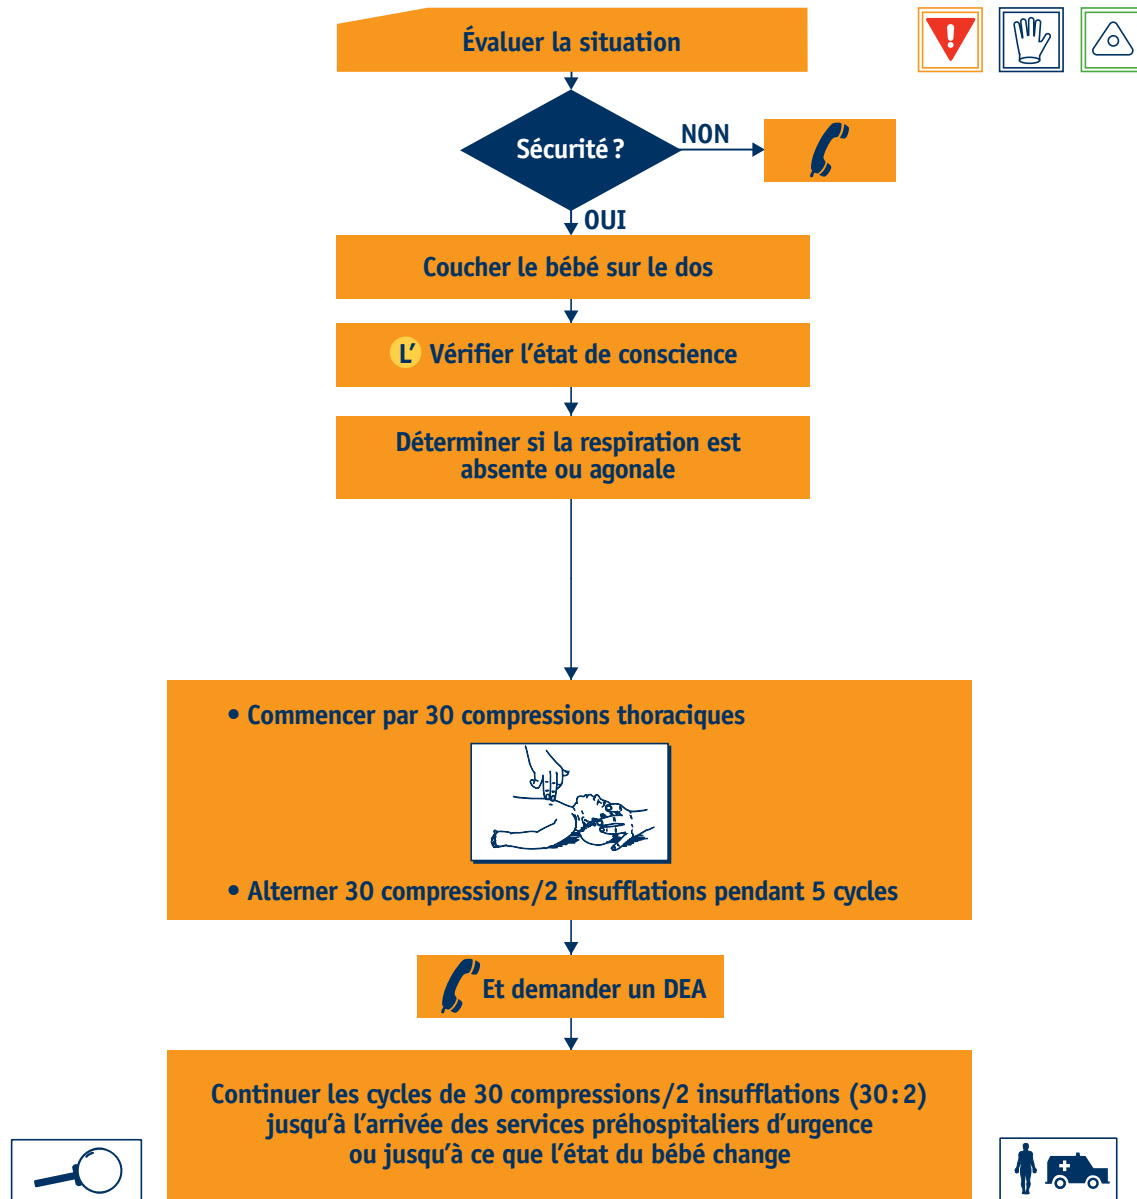 Évaluer la situation
Sécurité ?
NON
OUI
Coucher le bébé sur le dos
L' Vérifier l'état de conscience
Déterminer si la respiration est
absente ou agonale
• Commencer par 30 compressions thoraciques
• Alterner 30 compressions/2 insufflations pendant 5 cycles
Et demander un DEA
Continuer les cycles de 30 compressions/2 insufflations (30:2)
jusqu'à l'arrivée des services préhospitaliers d'urgence
ou jusqu'à ce que l'état du bébé change